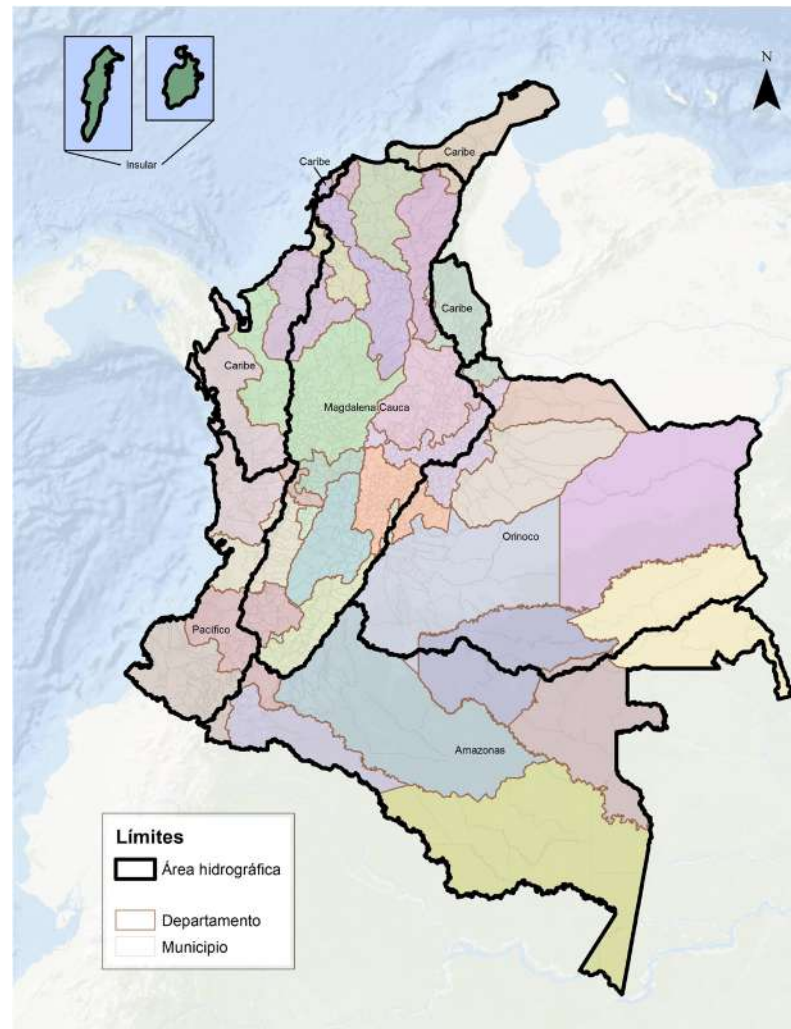 N
Insular
Caribe
Caribe
Caribe
Caribe
Magdalena Cauca
Orinoco
Pacífico
Amazonas
Límites
Área hidrográfica
Departamento
Municipio